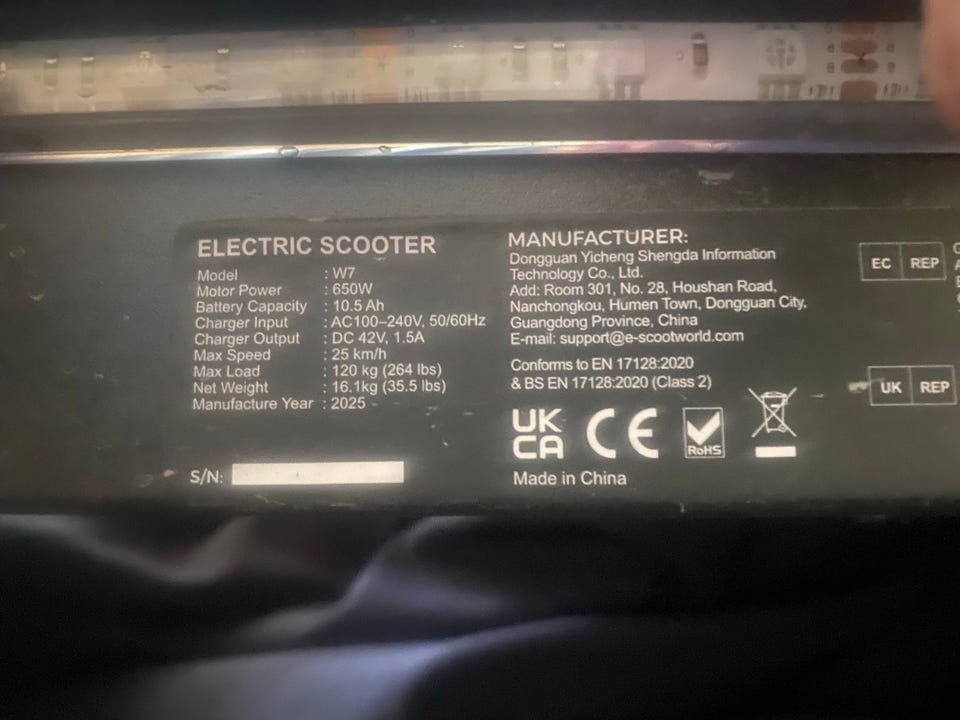 ELECTRIC SCOOTER
Model : W7
Motor Power : 650W
Battery Capacity : 10.5 Ah
Charger Input : AC100–240V, 50/60Hz
Charger Output : DC 42V, 1.5A
Max Speed : 25 km/h
Max Load : 120 kg (264 lbs)
Net Weight : 16.1kg (35.5 lbs)
Manufacture Year : 2025
S/N:
MANUFACTURER:
Dongguan Yicheng Shengda Information
Technology Co., Ltd.
Add: Room 301, No. 28, Houshan Road,
Nanchongkou, Humen Town, Dongguan City,
Guangdong Province, China
E-mail: support@e-scootworld.com
Conforms to EN 17128:2020
& BS EN 17128:2020 (Class 2)
UK
CA
CE
RoHS
Made in China
EC REP
UK REP